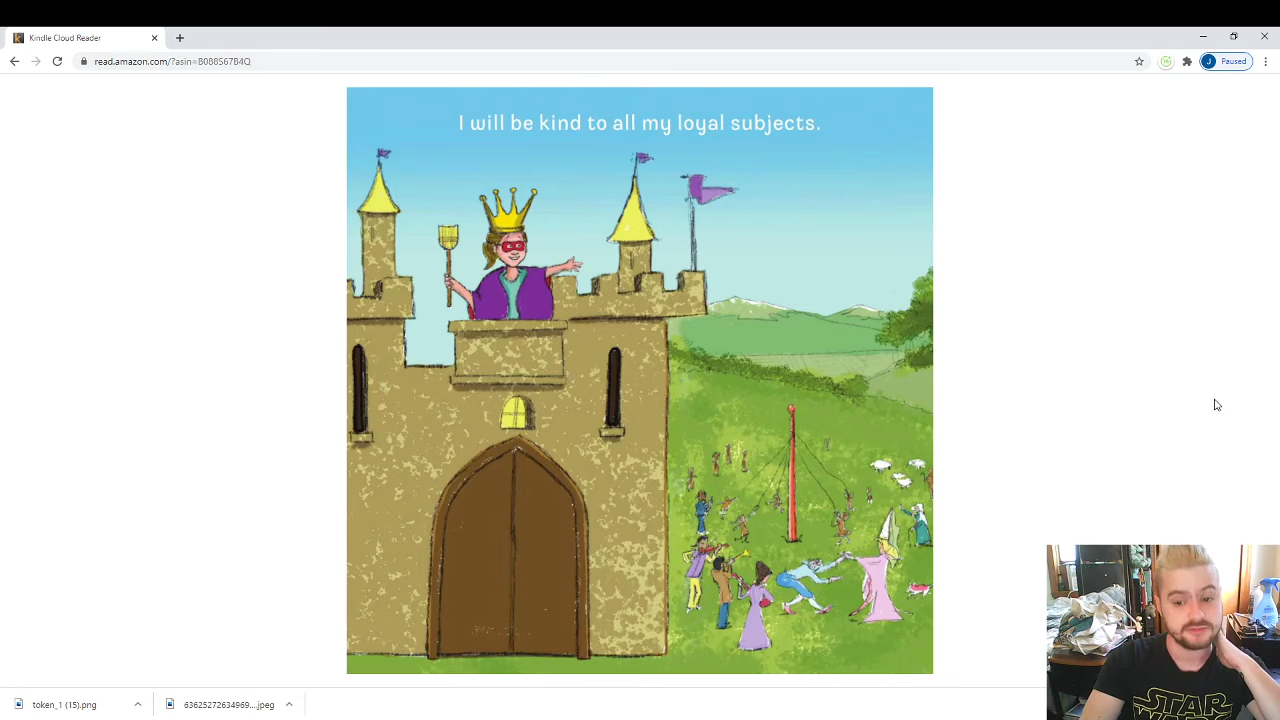 Kindle Cloud Reader
read.amazon.com/?asin=B088S67B4Q
J Paused
I will be kind to all my loyal subjects.
token_1 (15).png
63625272634969....jpeg
STAR